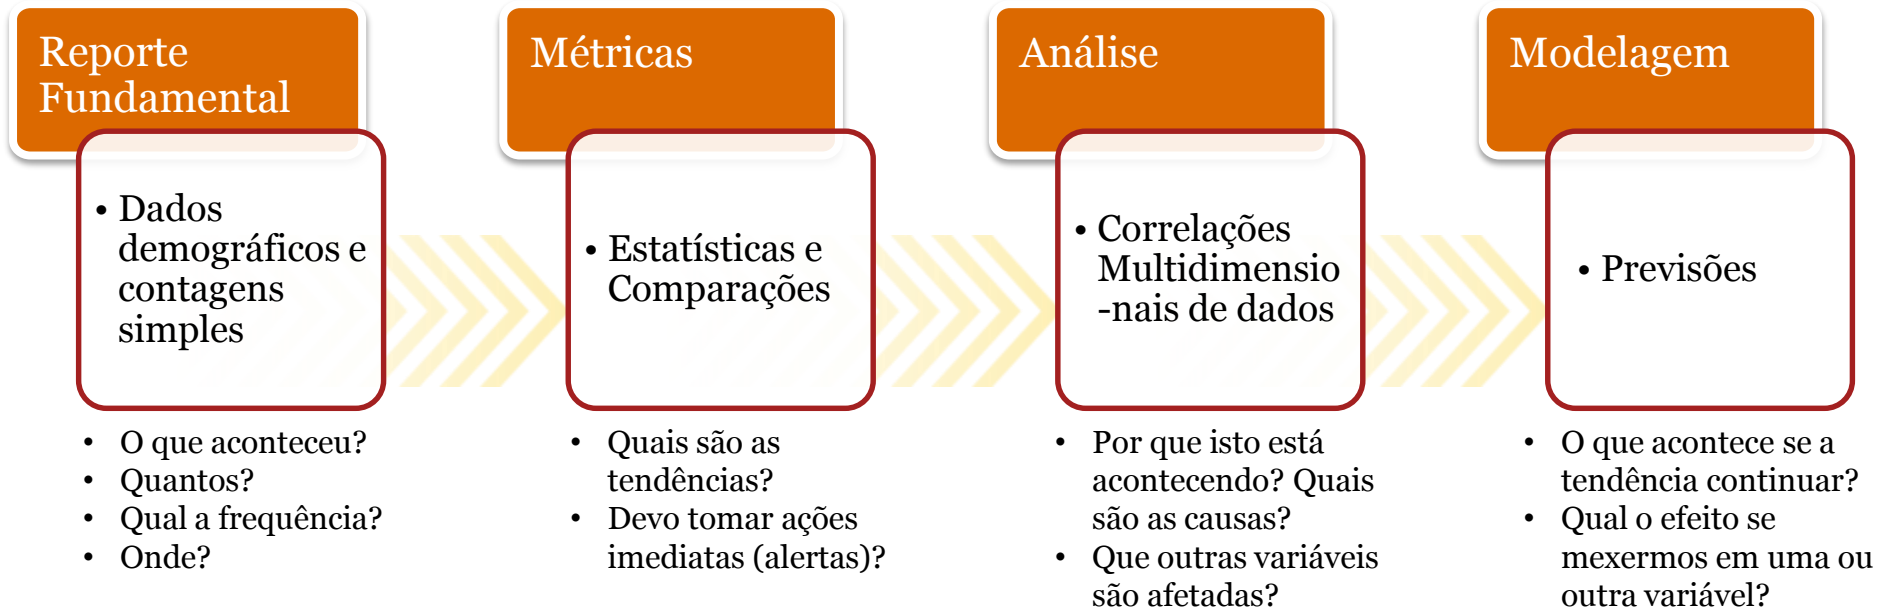 Reporte
Fundamental
• Dados
demográficos e
contagens
simples
• O que aconteceu?
• Quantos?
• Qual a frequência?
• Onde?
Métricas
• Estatísticas e
Comparações
• Quais são as
tendências?
• Devo tomar ações
imediatas (alertas)?
Análise
• Correlações
Multidimensio
-nais de dados
• Por que isto está
acontecendo? Quais
são as causas?
• Que outras variáveis
são afetadas?
Modelagem
• Previsões
• O que acontece se a
tendência continuar?
• Qual o efeito se
mexermos em uma ou
outra variável?